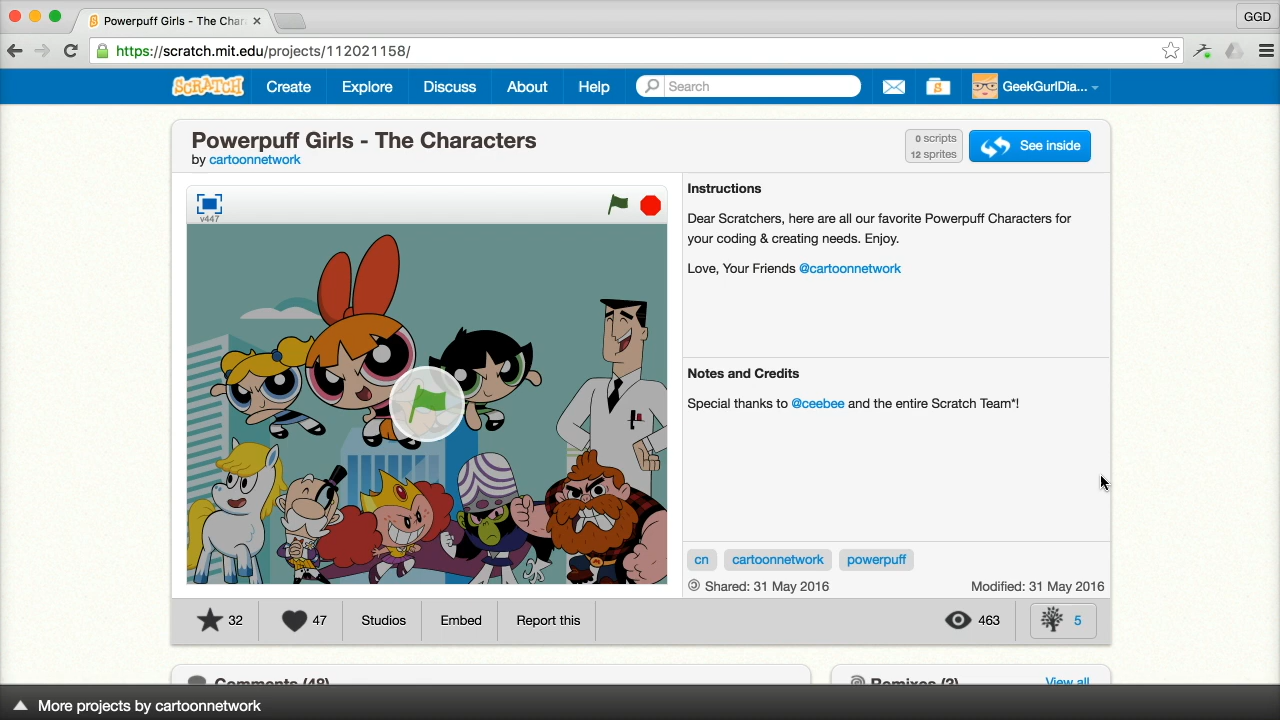 Powerpuff Girls - The Char
GGD
https://scratch.mit.edu/projects/112021158/
SCRATCH
Create
Explore
Discuss
About
Help
Search
GeekGurlDia...
Powerpuff Girls - The Characters
by cartoonnetwork
0 scripts
12 sprites
See inside
v447
Instructions
Dear Scratchers, here are all our favorite Powerpuff Characters for
your coding & creating needs. Enjoy.
Love, Your Friends @cartoonnetwork
Notes and Credits
Special thanks to @ceebee and the entire Scratch Team*!
cn
cartoonnetwork
powerpuff
Shared: 31 May 2016
Modified: 31 May 2016
32
47
Studios
Embed
Report this
463
5
Comments (48)
Remixes (3)
View all
More projects by cartoonnetwork